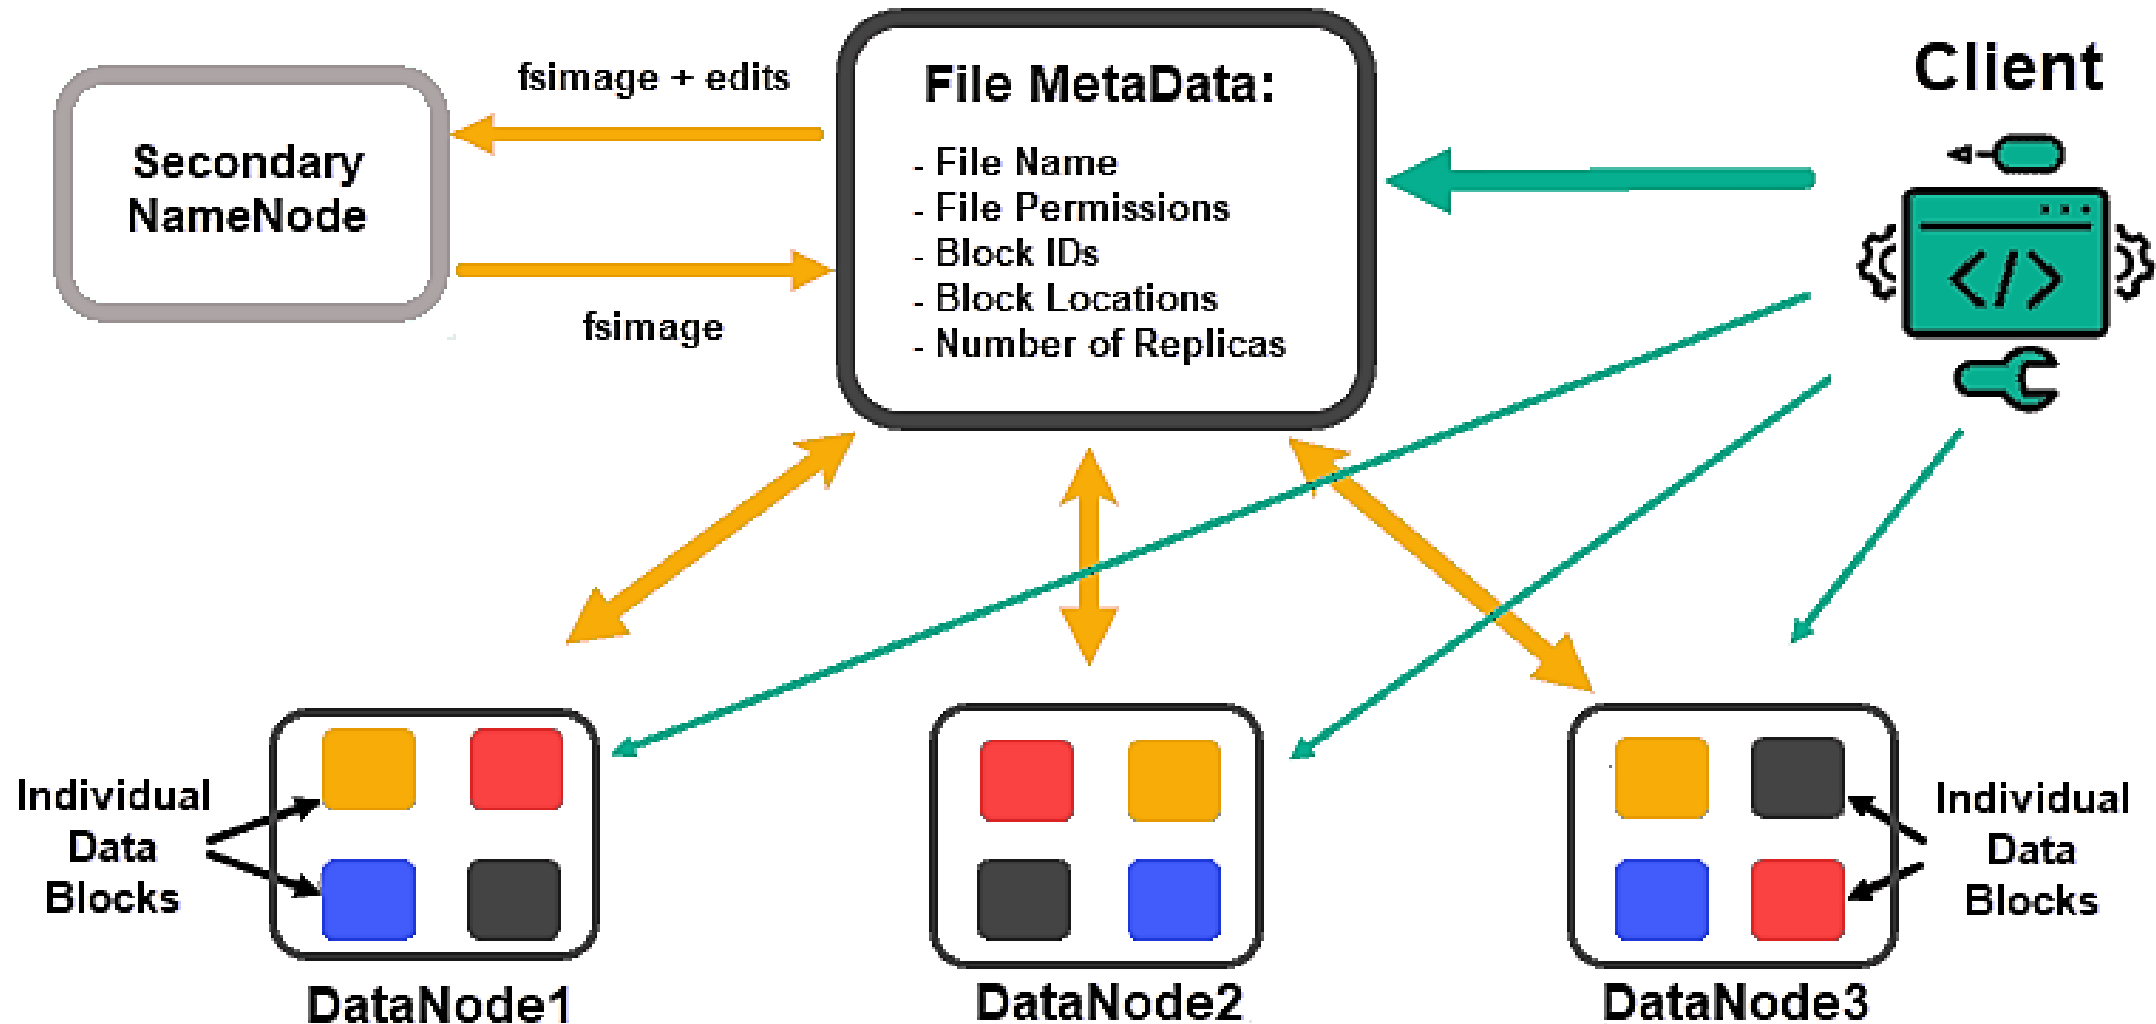 Client
fsimage + edits
File MetaData:
Secondary
NameNode
- File Name
- File Permissions
- Block IDs
- Block Locations
- Number of Replicas
fsimage
</>
Individual
Data
Blocks
Individual
Data
Blocks
DataNode1
DataNode2
DataNode3